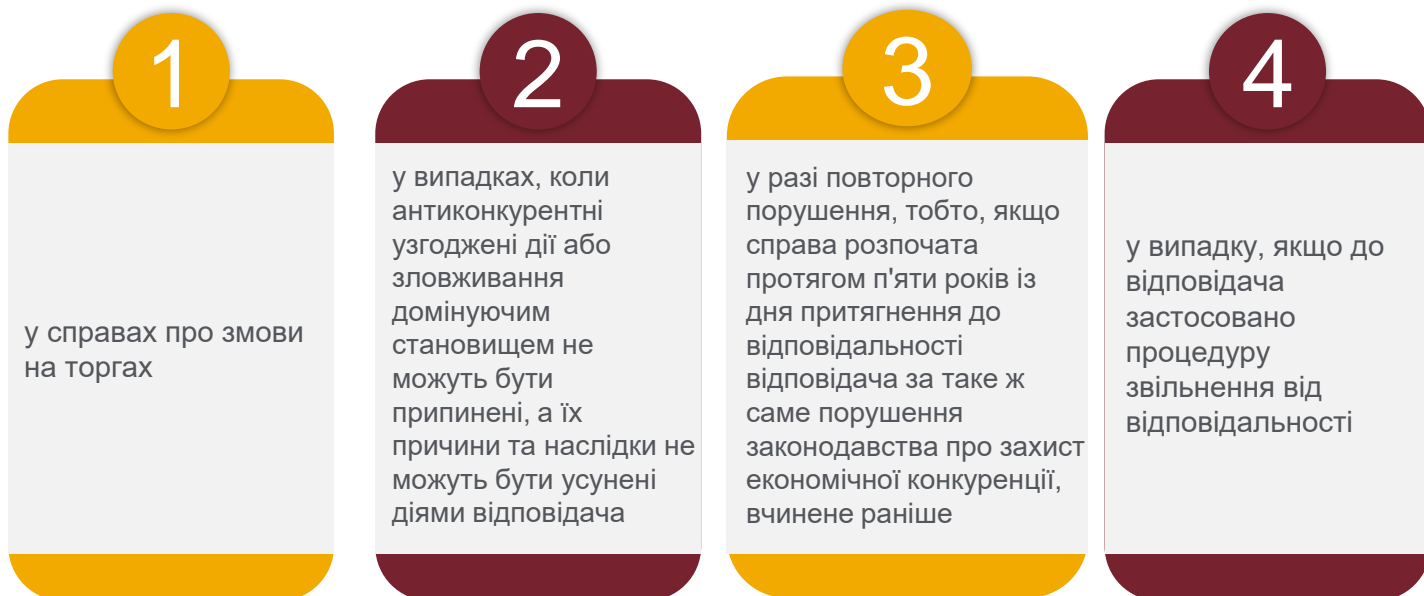 1
у справах про змови
на торгах
2
у випадках, коли
антиконкурентні
узгоджені дії або
зловживання
домінуючим
становищем не
можуть бути
припинені, а їх
причини та наслідки не
можуть бути усунені
діями відповідача
3
у разі повторного
порушення, тобто, якщо
справа розпочата
протягом п'яти років із
дня притягнення до
відповідальності
відповідача за таке ж
саме порушення
законодавства про захист
економічної конкуренції,
вчинене раніше
4
у випадку, якщо до
відповідача
застосовано
процедуру
звільнення від
відповідальності